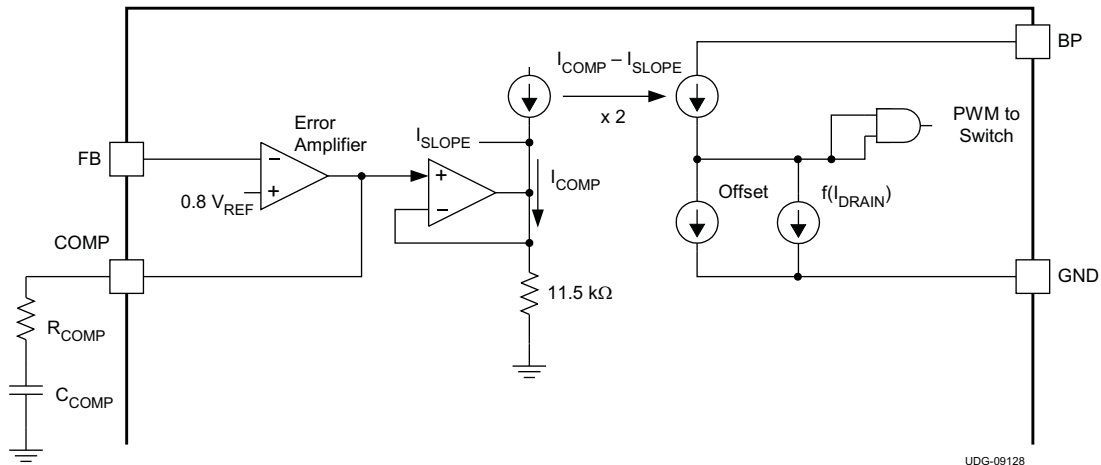 BP
I_COMP – I_SLOPE
x 2
PWM to
Switch
Error
Amplifier
I_SLOPE
FB
I_COMP
Offset
f(I_DRAIN)
0.8 V_REF
COMP
GND
11.5 kΩ
R_COMP
C_COMP
UDG-09128
+
−
+
−